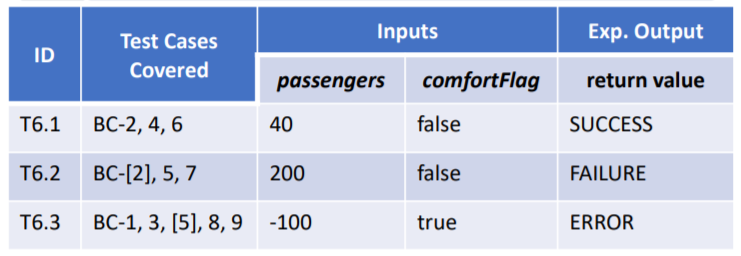 ID Test Cases Covered Inputs Exp. Output
passengers comfortFlag return value
T6.1 BC-2, 4, 6 40 false SUCCESS
T6.2 BC-[2], 5, 7 200 false FAILURE
T6.3 BC-1, 3, [5], 8, 9 -100 true ERROR